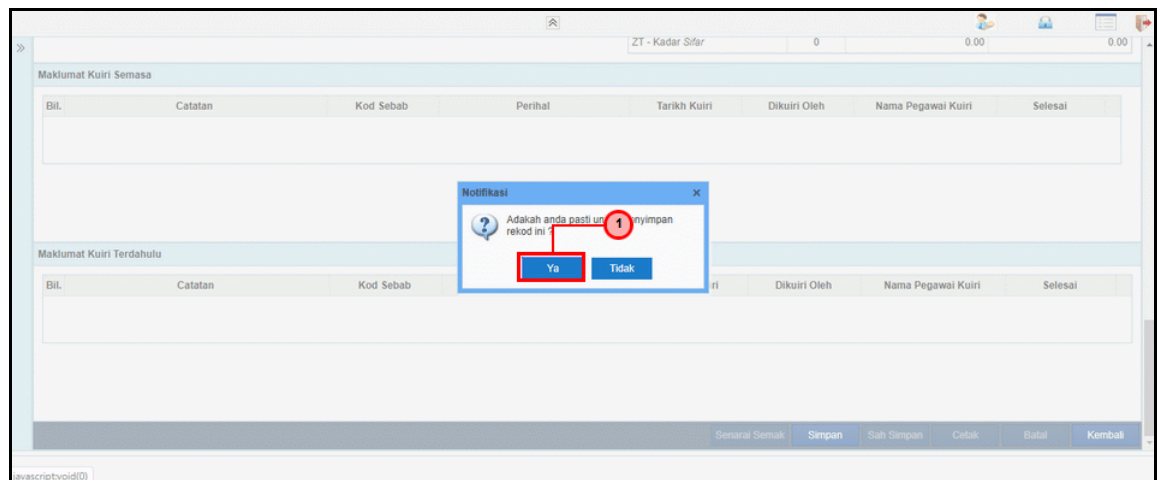 ZT - Kadar Sifar 0 0.00 0.00
Maklumat Kuiri Semasa
Bil. Catatan Kod Sebab Perihal Tarikh Kuiri Dikuiri Oleh Nama Pegawai Kuiri Selesai
Notifikasi
Adakah anda pasti un 1 nyimpan
rekod ini ?
Ya Tidak
Maklumat Kuiri Terdahulu
Bil. Catatan Kod Sebab ri Dikuiri Oleh Nama Pegawai Kuiri Selesai
Senarai Semak Simpan Sah Simpan Cetak Batal Kembali
javascript:void(0)